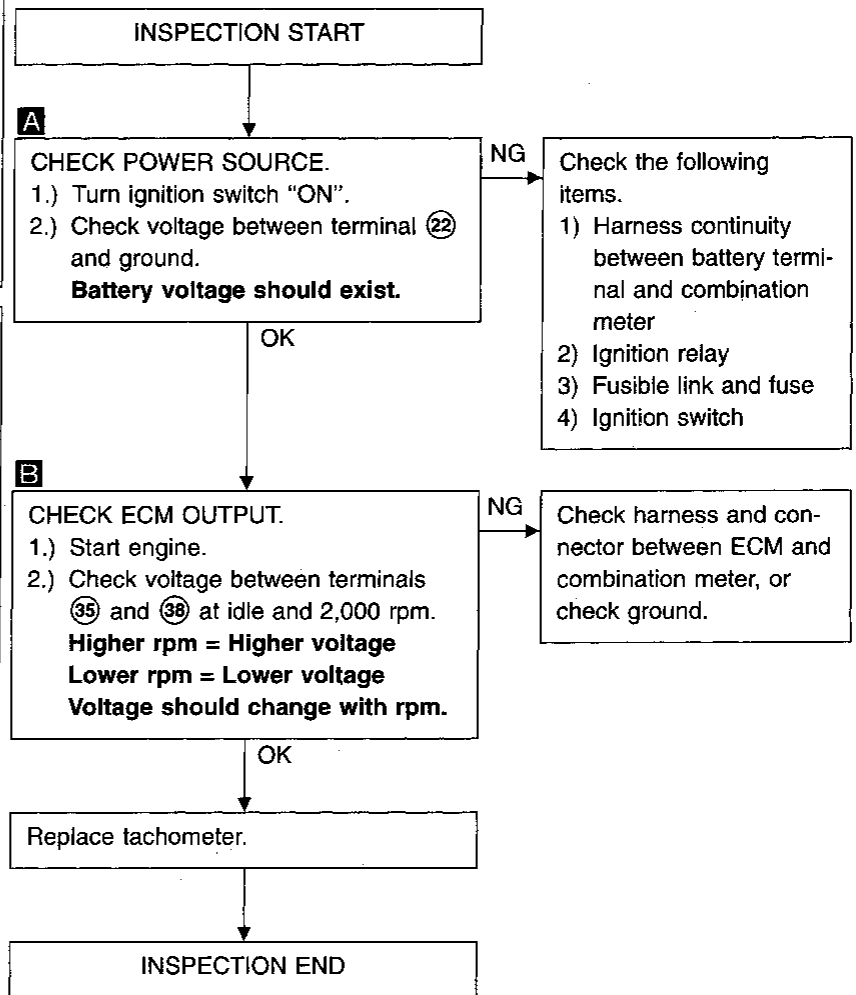 INSPECTION START
A
CHECK POWER SOURCE.
1.) Turn ignition switch “ON”.
2.) Check voltage between terminal ㉒
and ground.
Battery voltage should exist.
NG
Check the following
items.
1) Harness continuity
between battery termi-
nal and combination
meter
2) Ignition relay
3) Fusible link and fuse
4) Ignition switch
OK
B
CHECK ECM OUTPUT.
1.) Start engine.
2.) Check voltage between terminals
㉟ and ㊳ at idle and 2,000 rpm.
Higher rpm = Higher voltage
Lower rpm = Lower voltage
Voltage should change with rpm.
NG
Check harness and con-
nector between ECM and
combination meter, or
check ground.
OK
Replace tachometer.
INSPECTION END